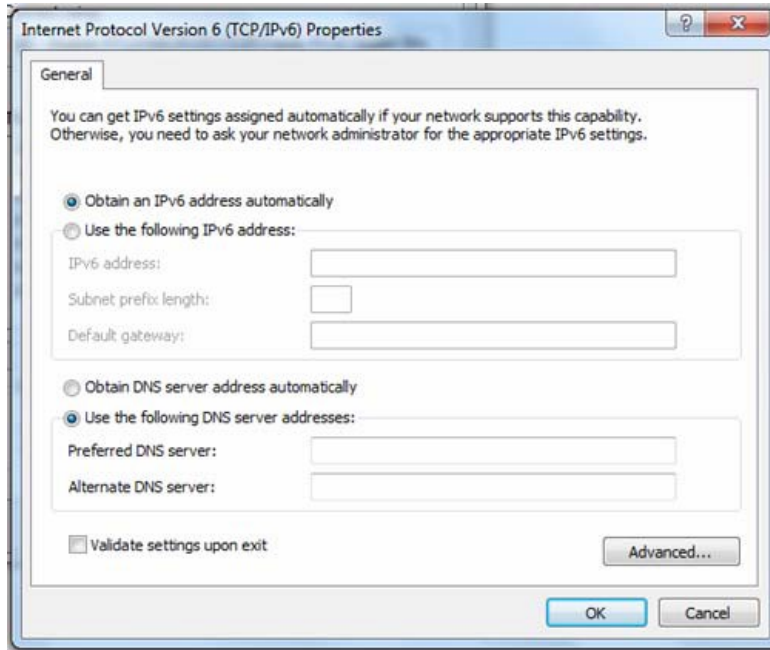 Internet Protocol Version 6 (TCP/IPv6) Properties
General
You can get IPv6 settings assigned automatically if your network supports this capability.
Otherwise, you need to ask your network administrator for the appropriate IPv6 settings.
Obtain an IPv6 address automatically
Use the following IPv6 address:
IPv6 address:
Subnet prefix length:
Default gateway:
Obtain DNS server address automatically
Use the following DNS server addresses:
Preferred DNS server:
Alternate DNS server:
Validate settings upon exit
Advanced...
OK Cancel